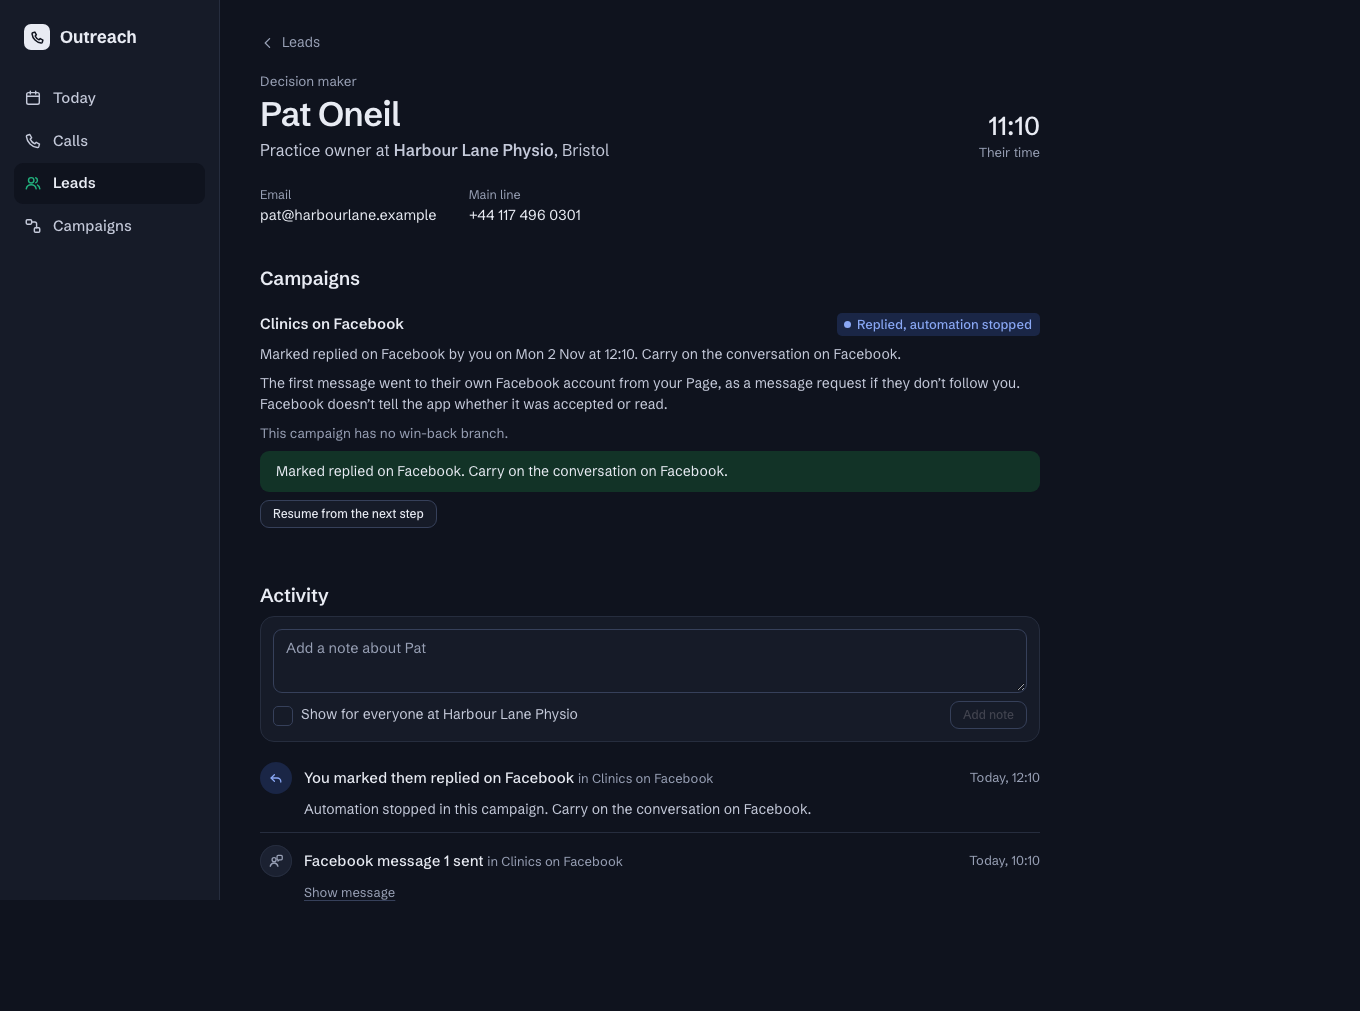 Outreach
Today
Calls
Leads
Campaigns
Leads
Decision maker
Pat Oneil
Practice owner at Harbour Lane Physio, Bristol
11:10
Their time
Email
pat@harbourlane.example
Main line
+44 117 496 0301
Campaigns
Clinics on Facebook
Replied, automation stopped
Marked replied on Facebook by you on Mon 2 Nov at 12:10. Carry on the conversation on Facebook.
The first message went to their own Facebook account from your Page, as a message request if they don’t follow you.
Facebook doesn’t tell the app whether it was accepted or read.
This campaign has no win-back branch.
Marked replied on Facebook. Carry on the conversation on Facebook.
Resume from the next step
Activity
Add a note about Pat
Show for everyone at Harbour Lane Physio
Add note
You marked them replied on Facebook in Clinics on Facebook
Today, 12:10
Automation stopped in this campaign. Carry on the conversation on Facebook.
Facebook message 1 sent in Clinics on Facebook
Today, 10:10
Show message